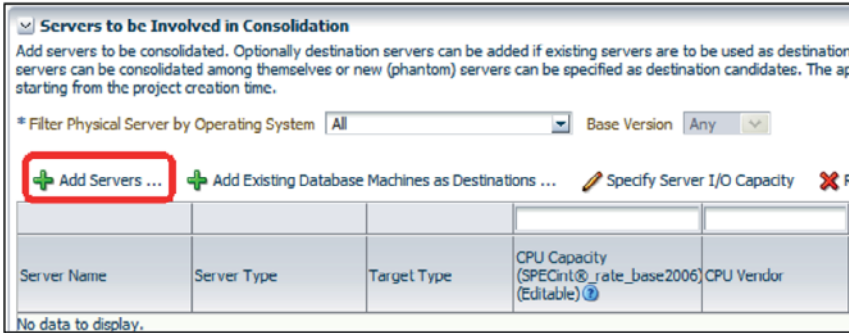 Servers to be Involved in Consolidation
Add servers to be consolidated. Optionally destination servers can be added if existing servers are to be used as destination
servers can be consolidated among themselves or new (phantom) servers can be specified as destination candidates. The ap
starting from the project creation time.
* Filter Physical Server by Operating System All Base Version Any
Add Servers ... Add Existing Database Machines as Destinations ... Specify Server I/O Capacity
Server Name Server Type Target Type CPU Capacity (SPECint®_rate_base2006) (Editable) CPU Vendor
No data to display.